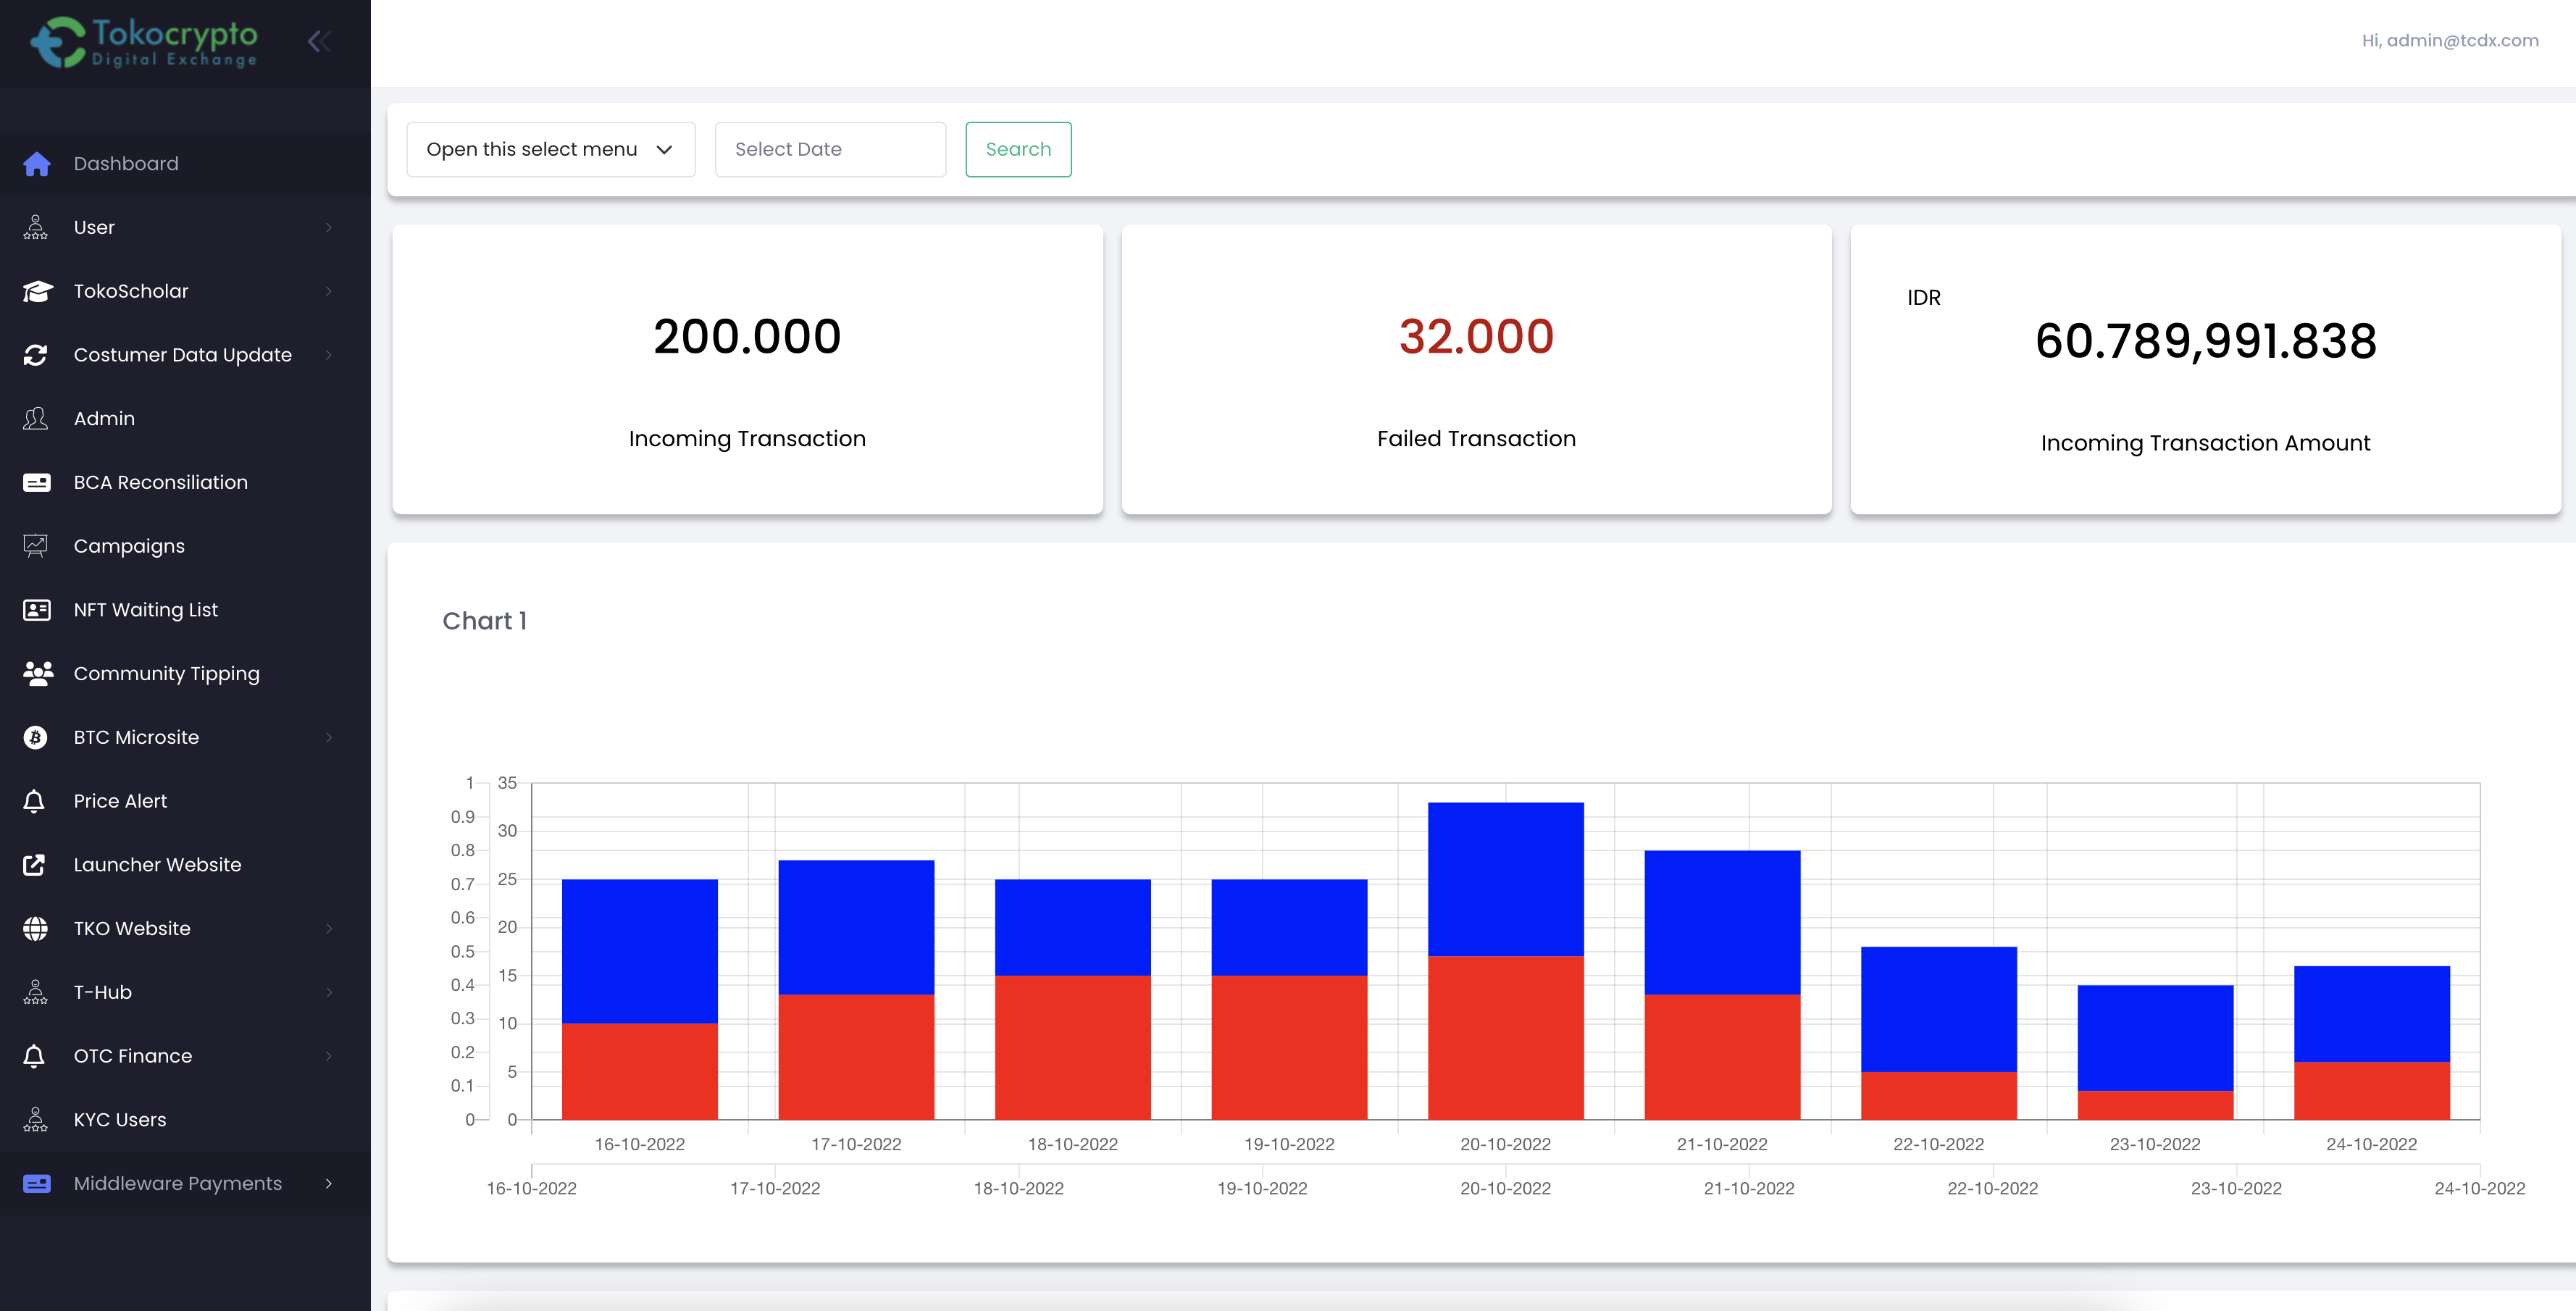 Tokocrypto
Digital Exchange
Hi, admin@tcdx.com
Dashboard
User
TokoScholar
Costumer Data Update
Admin
BCA Reconsiliation
Campaigns
NFT Waiting List
Community Tipping
BTC Microsite
Price Alert
Launcher Website
TKO Website
T-Hub
OTC Finance
KYC Users
Middleware Payments
Open this select menu Select Date Search
200.000
Incoming Transaction
32.000
Failed Transaction
IDR
60.789,991.838
Incoming Transaction Amount
Chart 1
1 35
0.9
30
0.8
25
0.7
0.6
20
0.5
15
0.4
0.3
10
0.2
5
0.1
0 0
16-10-2022 17-10-2022 18-10-2022 19-10-2022 20-10-2022 21-10-2022 22-10-2022 23-10-2022 24-10-2022
16-10-2022 17-10-2022 18-10-2022 19-10-2022 20-10-2022 21-10-2022 22-10-2022 23-10-2022 24-10-2022